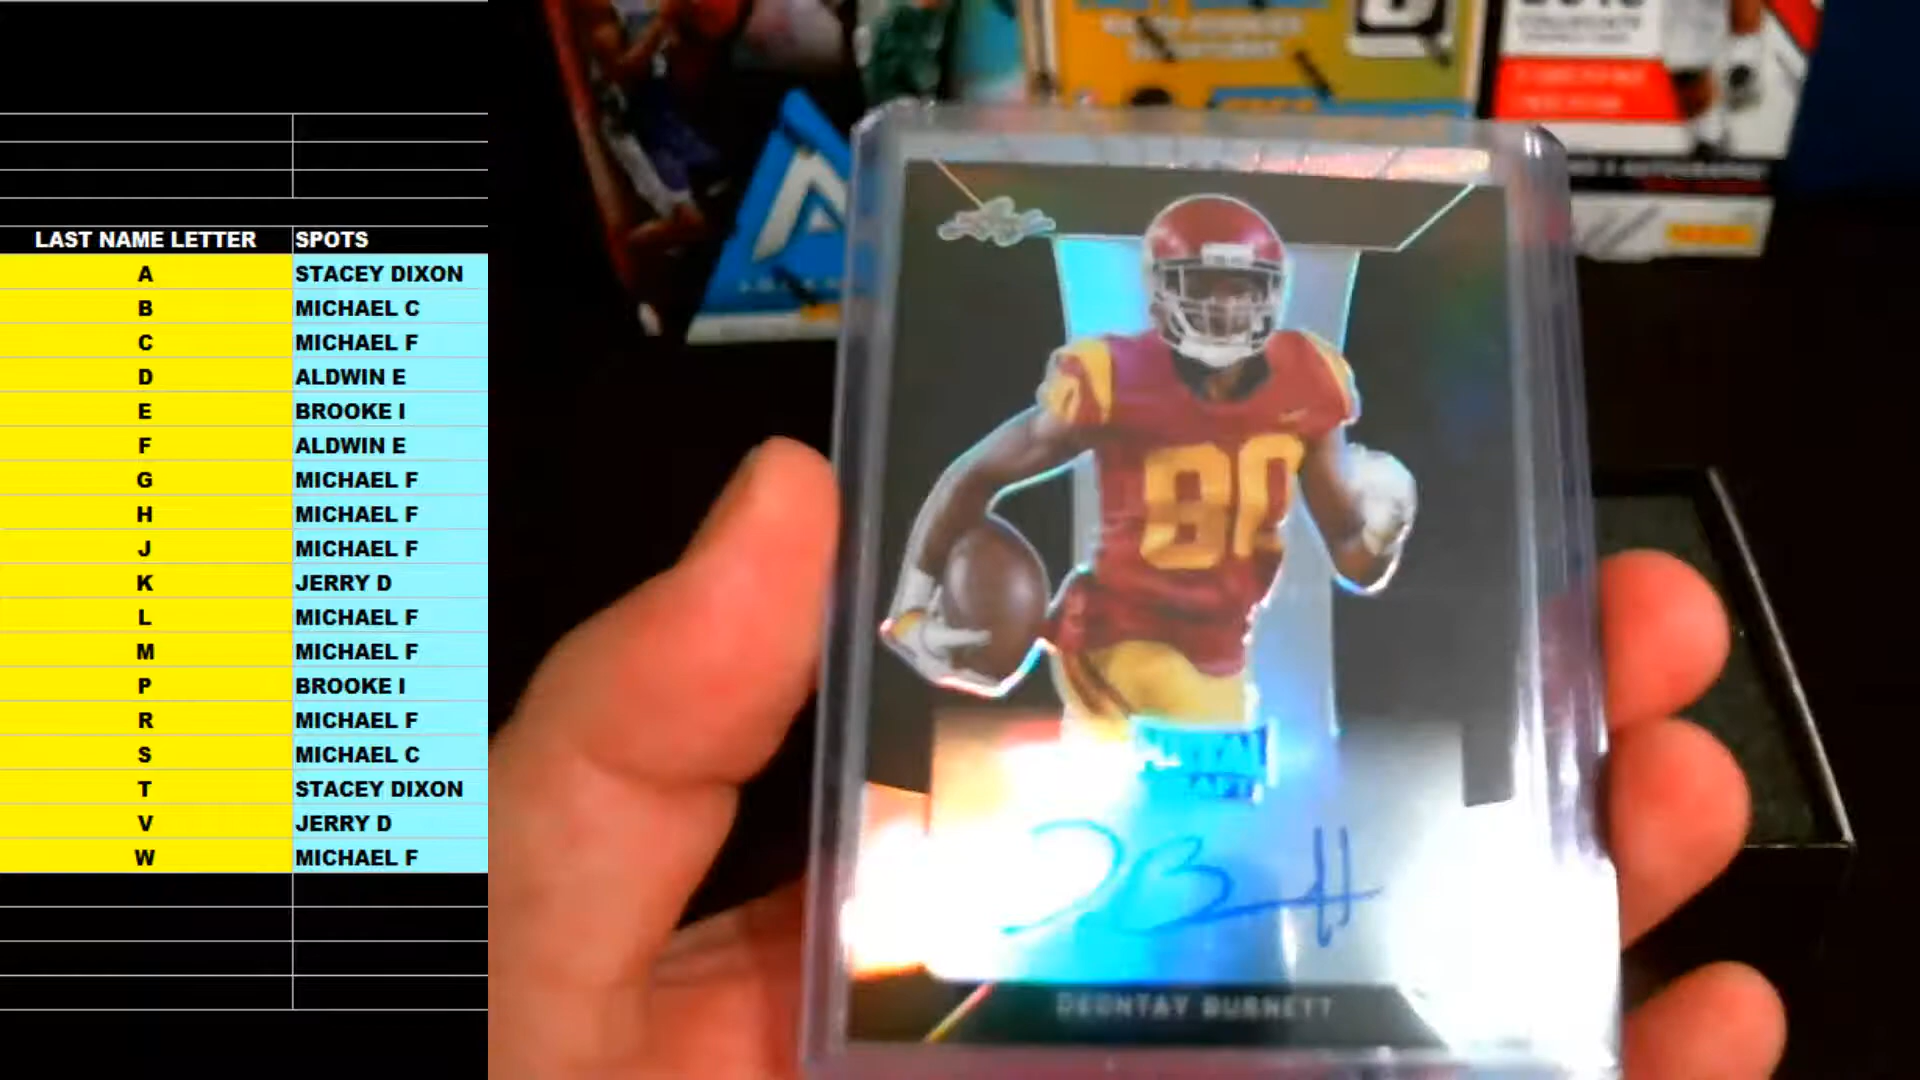 LAST NAME LETTER SPOTS
A STACEY DIXON
B MICHAEL C
C MICHAEL F
D ALDWIN E
E BROOKE I
F ALDWIN E
G MICHAEL F
H MICHAEL F
J MICHAEL F
K JERRY D
L MICHAEL F
M MICHAEL F
P BROOKE I
R MICHAEL F
S MICHAEL C
T STACEY DIXON
V JERRY D
W MICHAEL F
80
DEONTAY BURNETT